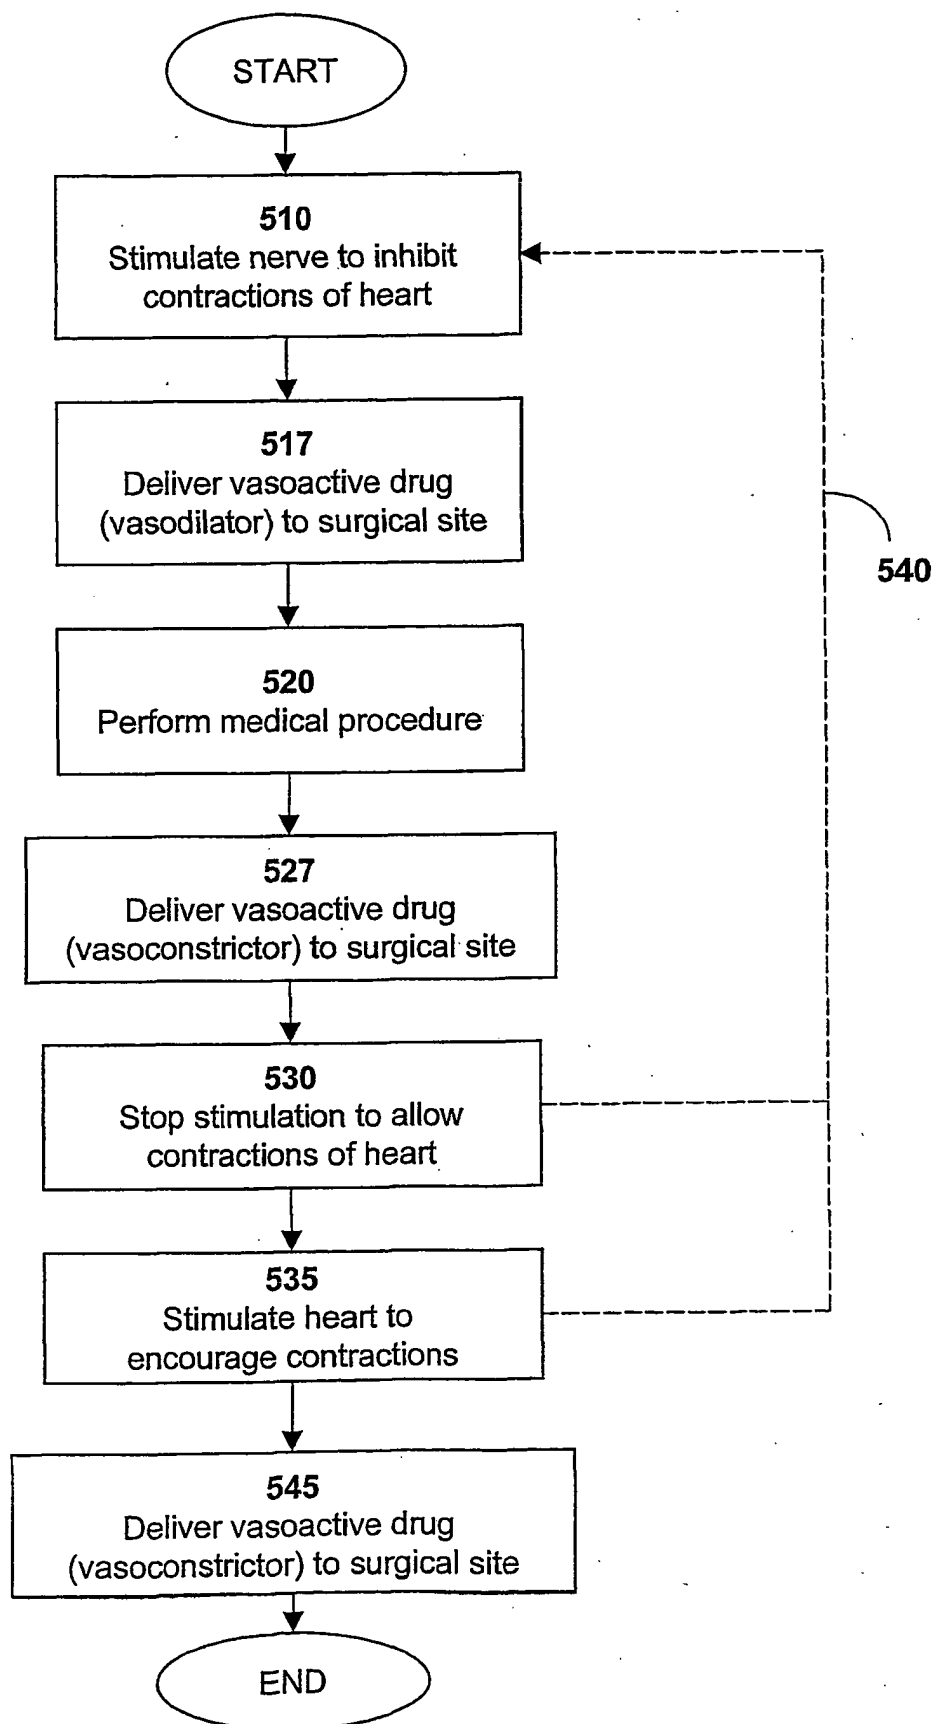 START
510
Stimulate nerve to inhibit
contractions of heart
517
Deliver vasoactive drug
(vasodilator) to surgical site
540
520
Perform medical procedure
527
Deliver vasoactive drug
(vasoconstrictor) to surgical site
530
Stop stimulation to allow
contractions of heart
535
Stimulate heart to
encourage contractions
545
Deliver vasoactive drug
(vasoconstrictor) to surgical site
END